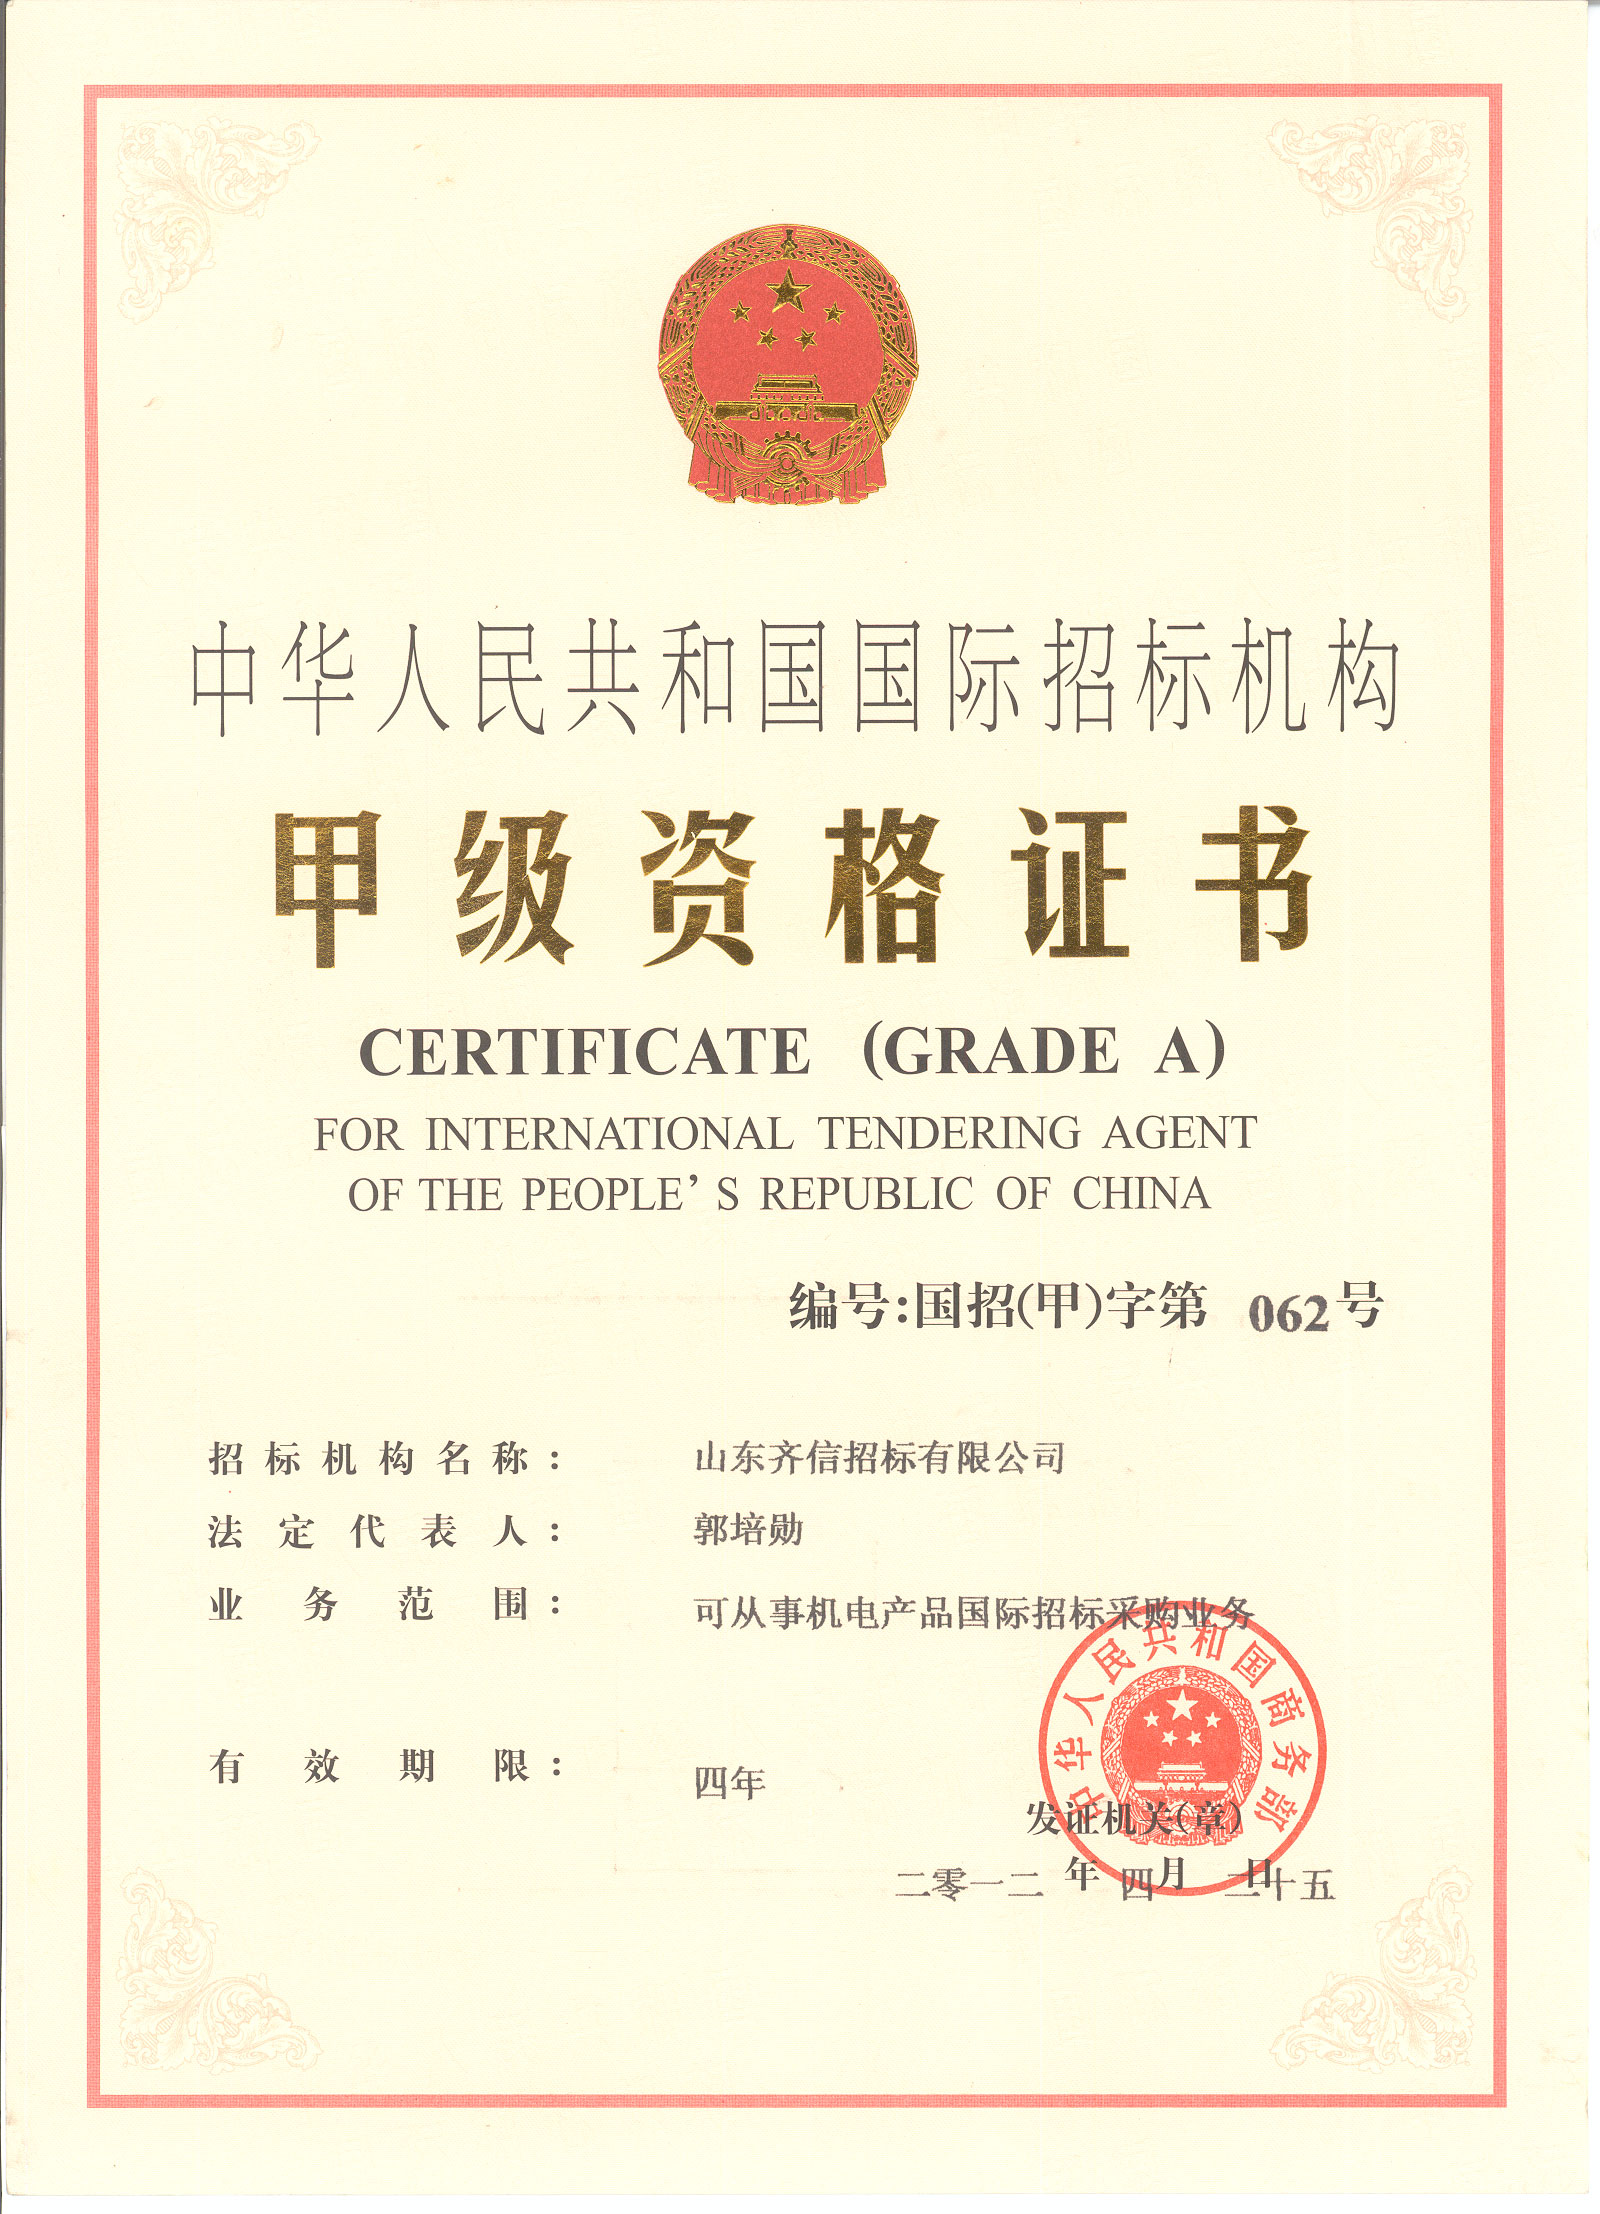 中华人民共和国国际招标机构
甲级资格证书
CERTIFICATE (GRADE A)
FOR INTERNATIONAL TENDERING AGENT
OF THE PEOPLE'S REPUBLIC OF CHINA
编号:国招(甲)字第 062号
招标机构名称： 山东齐信招标有限公司
法定代表人： 郭培勋
业务范围： 可从事机电产品国际招标采购业务
中华人民共和国商务部
有效期限： 四年
发证机关(章)
二零一二 年 四月 二十五日